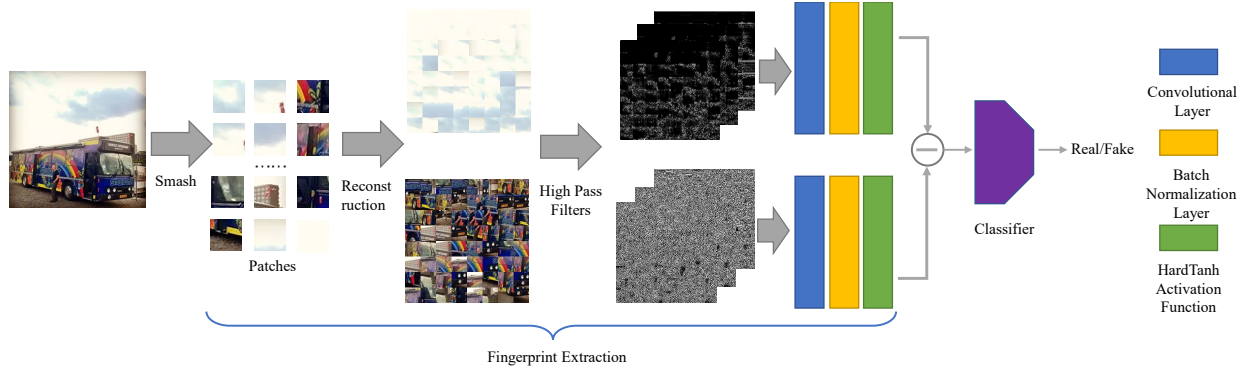 Smash
……
Patches
Reconst
ruction
High Pass
Filters
Classifier
Real/Fake
Convolutional
Layer
Batch
Normalization
Layer
HardTanh
Activation
Function
Fingerprint Extraction